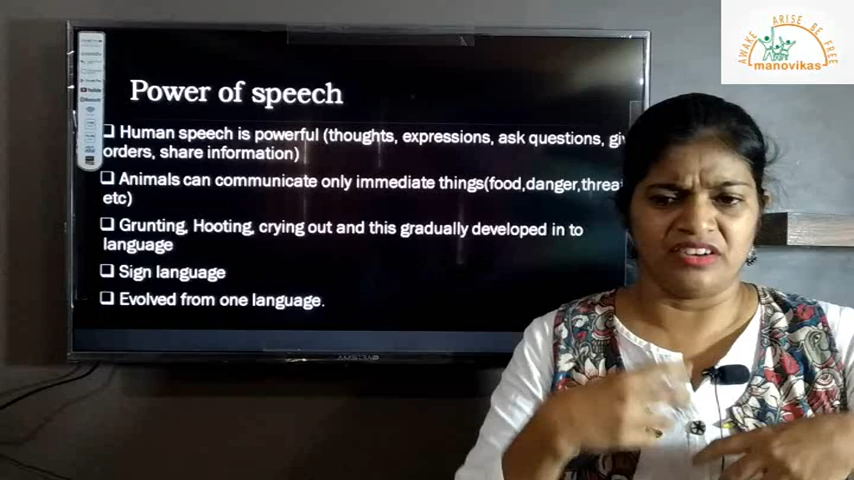 AWAKE ARISE BE FREE
manovikas
Power of speech
Human speech is powerful (thoughts, expressions, ask questions,
orders, share information)
Animals can communicate only immediate things(food,danger,
etc)
Grunting, Hooting, crying out and this gradually developed in to
language
Sign language
Evolved from one language.
YouTube